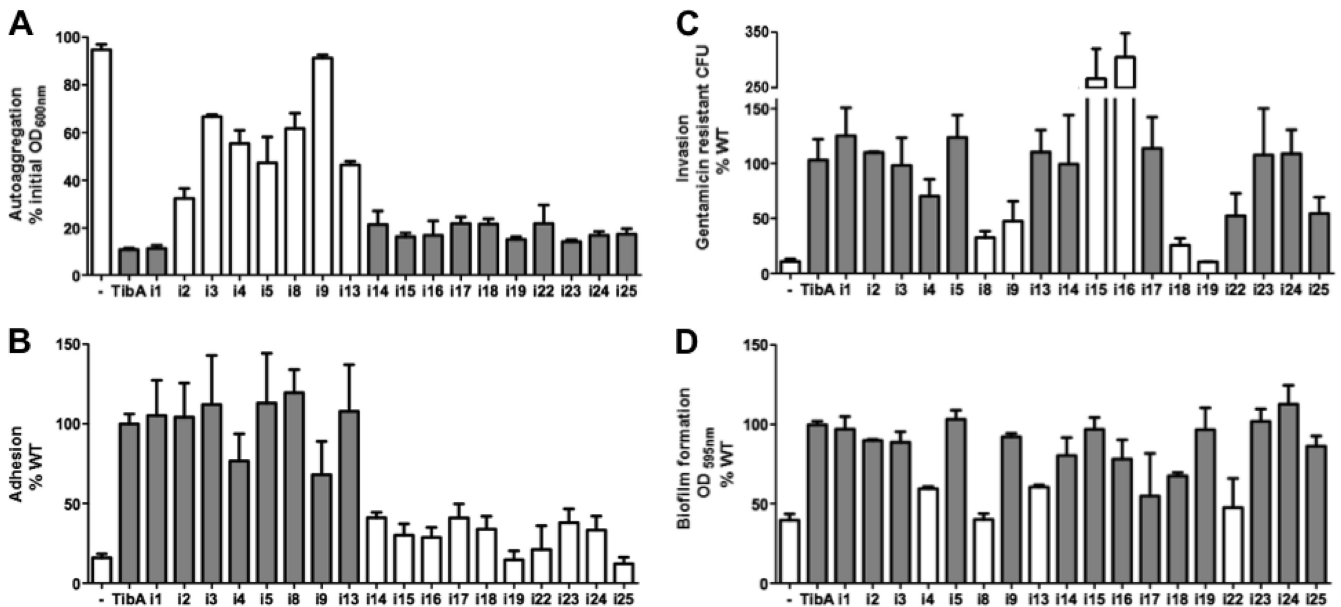 A
Autoaggregation
% initial OD600nm
100
80
60
40
20
0
- TibA i1 i2 i3 i4 i5 i8 i9 i13 i14 i15 i16 i17 i18 i19 i22 i23 i24 i25
B
Adhesion
% WT
150
100
50
0
- TibA i1 i2 i3 i4 i5 i8 i9 i13 i14 i15 i16 i17 i18 i19 i22 i23 i24 i25
C
Invasion
Gentamicin resistant CFU
% WT
350
250
150
100
50
0
- TibA i1 i2 i3 i4 i5 i8 i9 i13 i14 i15 i16 i17 i18 i19 i22 i23 i24 i25
D
Biofilm formation
OD 595nm
% WT
150
100
50
0
- TibA i1 i2 i3 i4 i5 i8 i9 i13 i14 i15 i16 i17 i18 i19 i22 i23 i24 i25